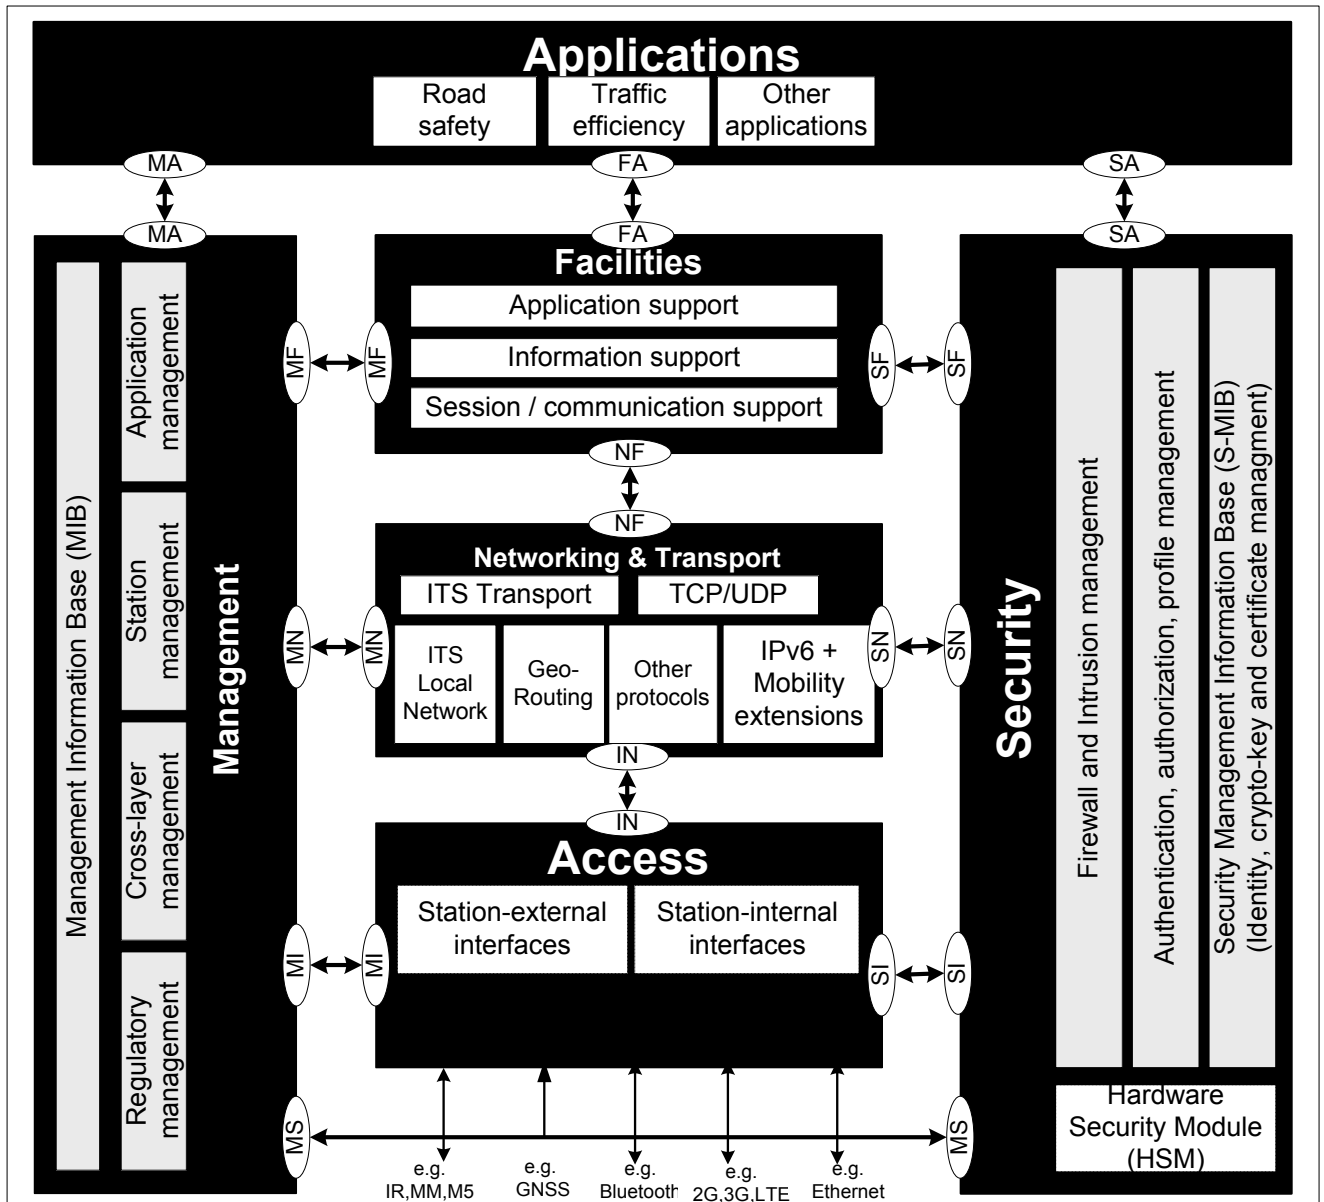 Applications
Road
safety
Traffic
efficiency
Other
applications
MA
FA
SA
MA
FA
SA
Management Information Base (MIB)
Application
management
Station
management
Cross-layer
management
Regulatory
management
Management
MF
MF
MN
MN
MI
MI
MS
Facilities
Application support
Information support
Session / communication support
NF
NF
Networking & Transport
ITS Transport
TCP/UDP
ITS
Local
Network
Geo-
Routing
Other
protocols
IPv6 +
Mobility
extensions
IN
IN
Access
Station-external
interfaces
Station-internal
interfaces
SF
SF
SN
SN
SI
SI
MS
Security
Firewall and Intrusion management
Authentication, authorization, profile management
Security Management Information Base (S-MIB)
(Identity, crypto-key and certificate managment)
Hardware
Security Module
(HSM)
e.g.
IR,MM,M5
e.g.
GNSS
e.g.
Bluetooth
e.g.
2G,3G,LTE
e.g.
Ethernet